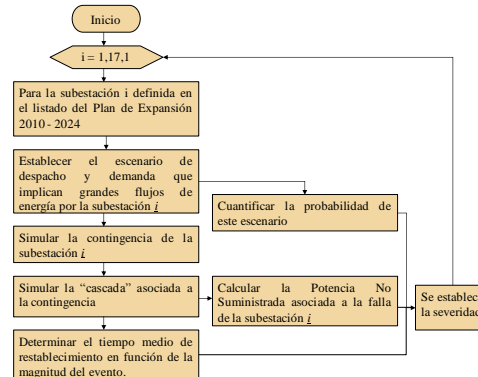 Inicio
i = 1,17,1
Para la subestación i definida en
el listado del Plan de Expansión
2010 - 2024
Establecer el escenario de
despacho y demanda que
implican grandes flujos de
energía por la subestación i
Cuantificar la probabilidad de
este escenario
Simular la contingencia de la
subestación i
Simular la “cascada” asociada a
la contingencia
Calcular la Potencia No
Suministrada asociada a la falla
de la subestación i
Se establec
la severidad
Determinar el tiempo medio de
restablecimiento en función de la
magnitud del evento.